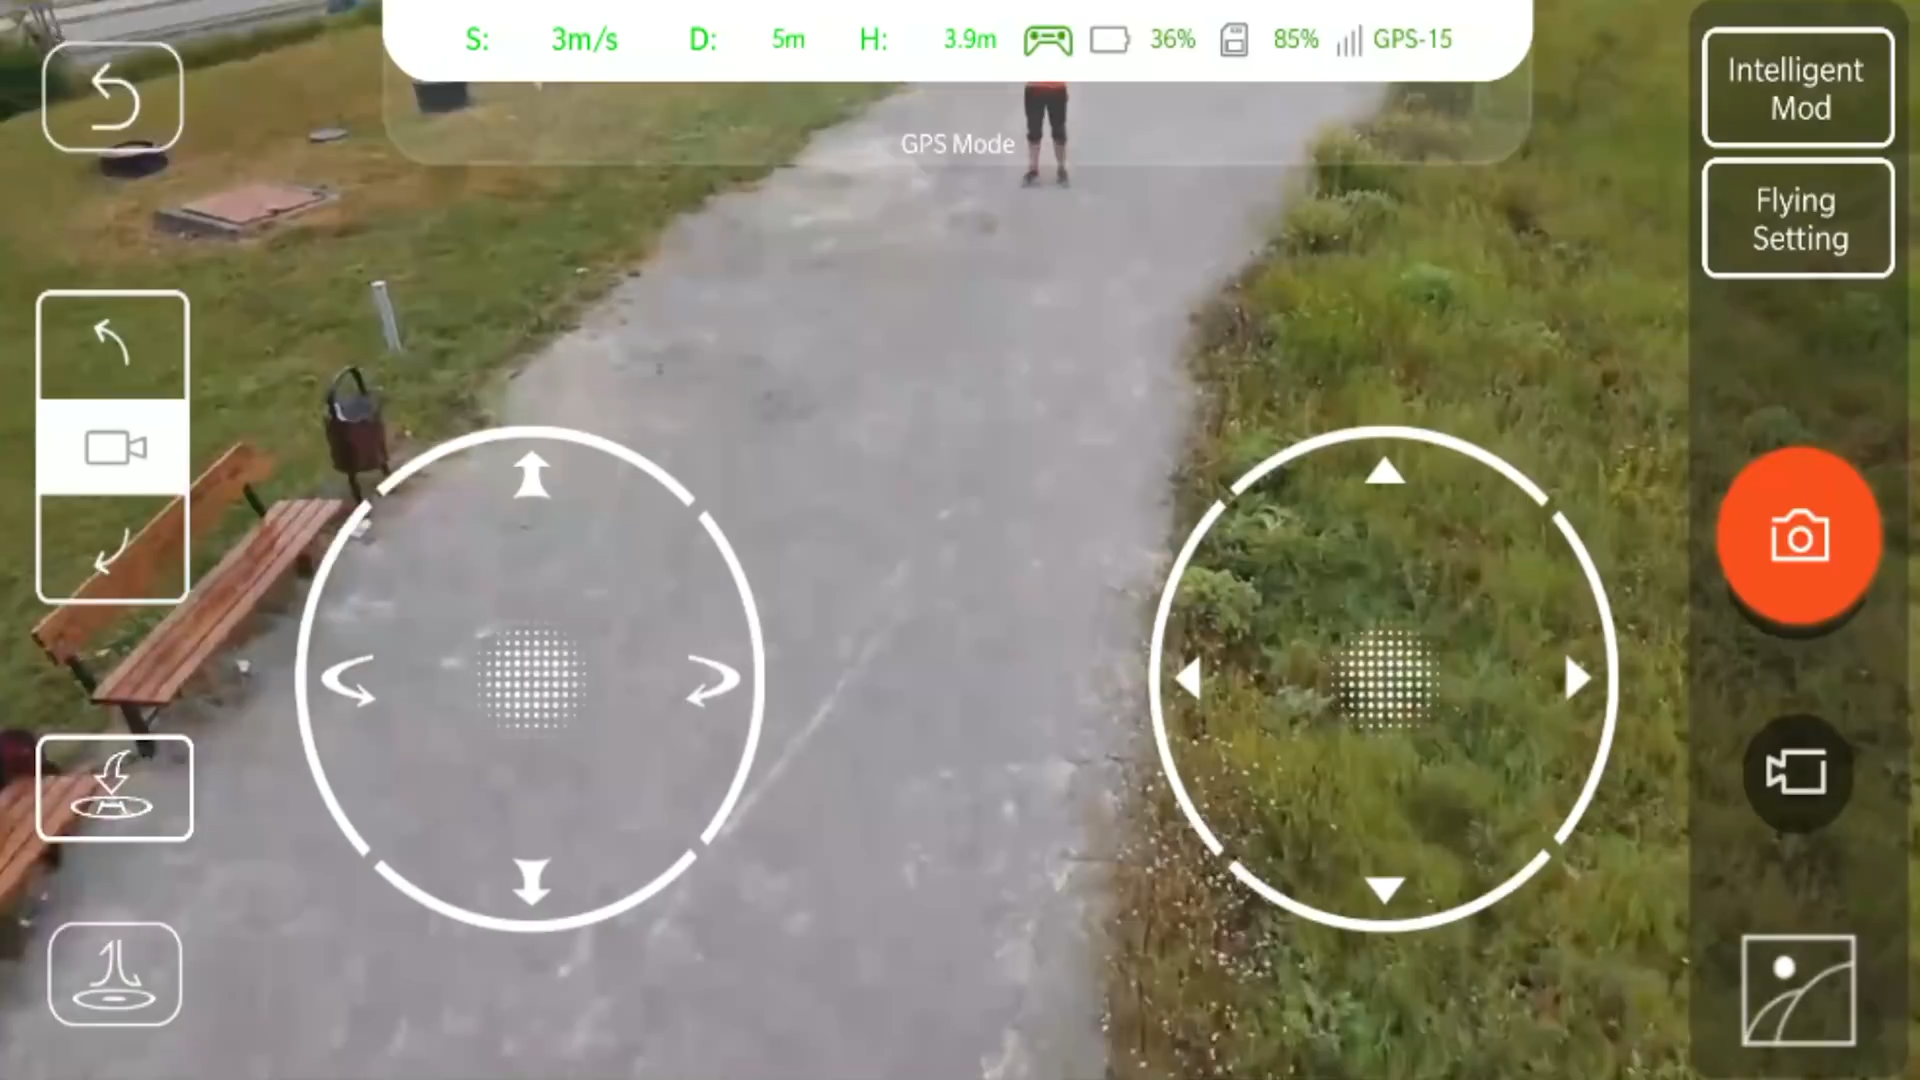 S: 3m/s D: 5m H: 3.9m 36% 85% GPS-15
GPS Mode
Intelligent
Mod
Flying
Setting